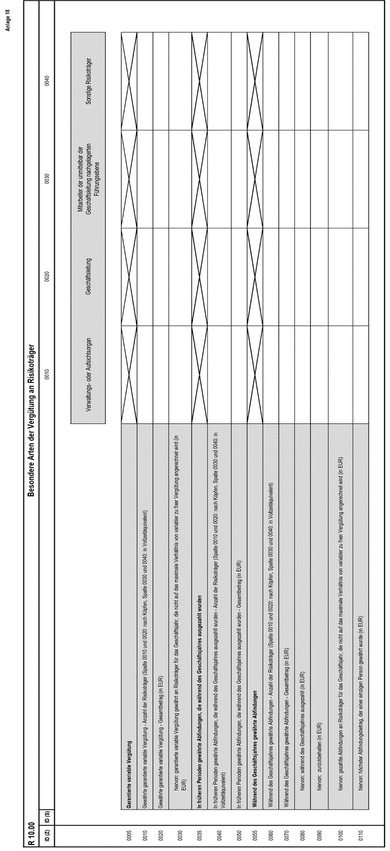 Anlage 18
R 10.00
Besondere Arten der Vergütung an Risikoträger
ID (Z)
ID (S)
0010
0020
0030
0040
Verwaltungs- oder Aufsichtsorgan
Geschäftsleitung
Mitarbeiter der unmittelbar der
Geschäftsleitung nachgelagerten
Führungsebene
Sonstige Risikoträger
0005 Garantierte variable Vergütung
0010 Gewährte garantierte variable Vergütung - Anzahl der Risikoträger (Spalte 0010 und 0020: nach Köpfen, Spalte 0030 und 0040: in Vollzeitäquivalent)
0020 Gewährte garantierte variable Vergütung - Gesamtbetrag (in EUR)
0030 hiervon: garantierte variable Vergütung gewährt an Risikoträger für das Geschäftsjahr, die nicht auf das maximale Verhältnis von variabler zu fixer Vergütung angerechnet wird (in
EUR)
0035 In früheren Perioden gewährte Abfindungen, die während des Geschäftsjahres ausgezahlt wurden
0040 In früheren Perioden gewährte Abfindungen, die während des Geschäftsjahres ausgezahlt wurden - Anzahl der Risikoträger (Spalte 0010 und 0020: nach Köpfen, Spalte 0030 und 0040: in
Vollzeitäquivalent)
0050 In früheren Perioden gewährte Abfindungen, die während des Geschäftsjahres ausgezahlt wurden - Gesamtbetrag (in EUR)
0055 Während des Geschäftsjahres gewährte Abfindungen
0060 Während des Geschäftsjahres gewährte Abfindungen - Anzahl der Risikoträger (Spalte 0010 und 0020: nach Köpfen, Spalte 0030 und 0040: in Vollzeitäquivalent)
0070 Während des Geschäftsjahres gewährte Abfindungen - Gesamtbetrag (in EUR)
0080 hiervon: während des Geschäftsjahres ausgezahlt (in EUR)
0090 hiervon: zurückbehalten (in EUR)
0100 hiervon: gezahlte Abfindungen an Risikoträger für das Geschäftsjahr, die nicht auf das maximale Verhältnis von variabler zu fixer Vergütung angerechnet wird (in EUR)
0110 hiervon: höchster Abfindungsbetrag, der einer einzigen Person gewährt wurde (in EUR)